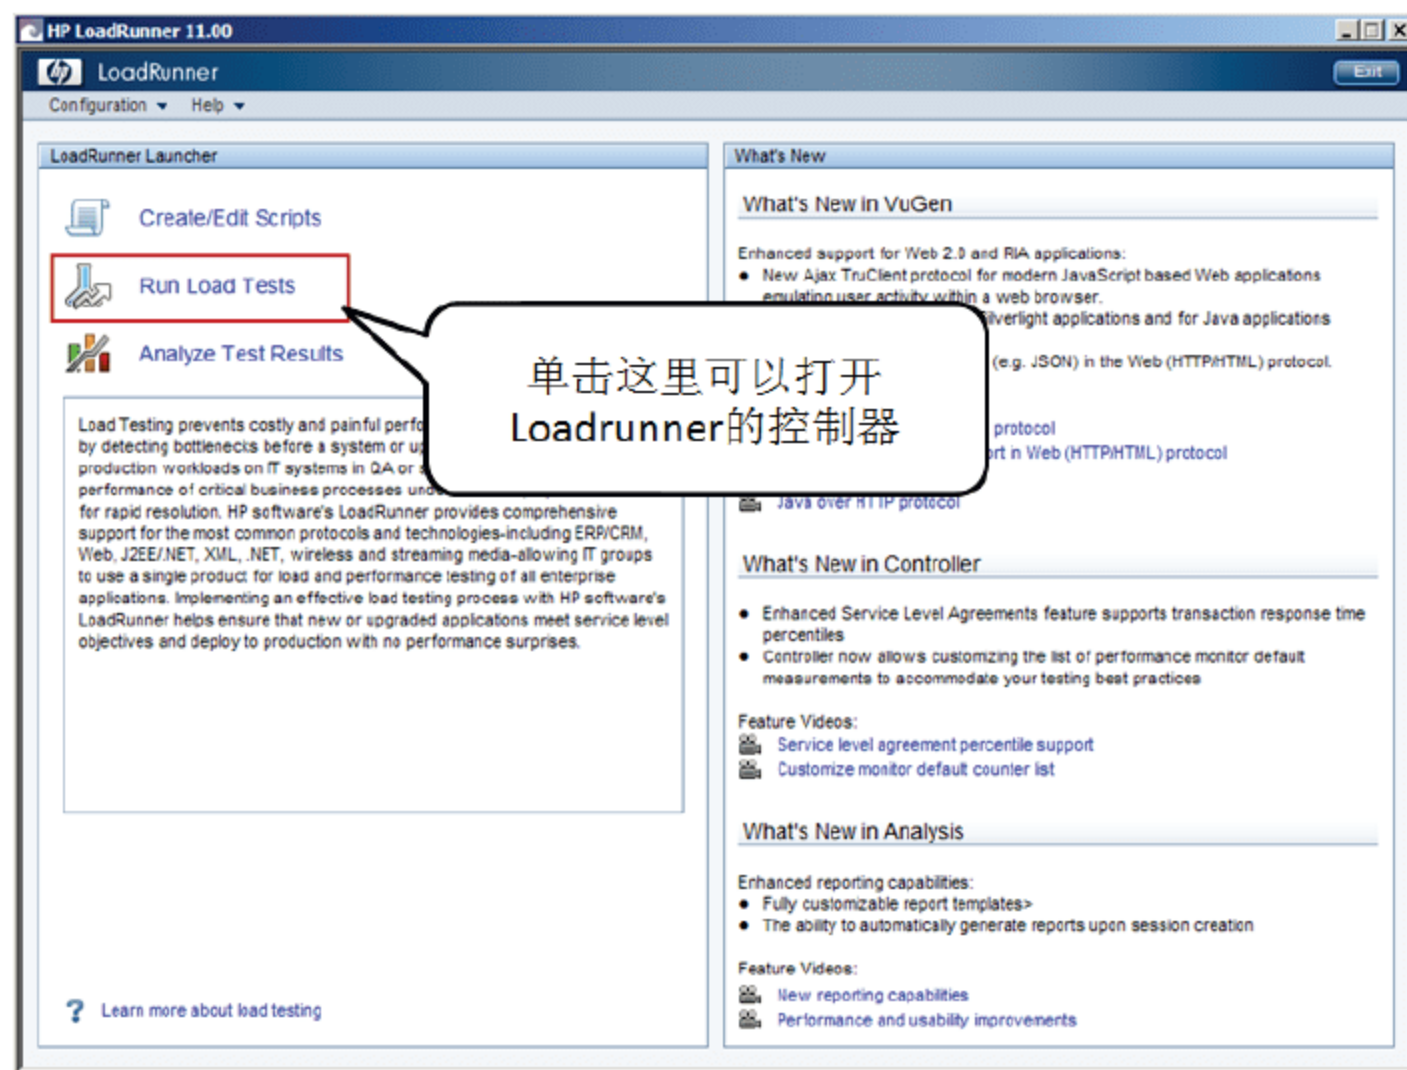 HP LoadRunner 11.00
LoadRunner
Exit
Configuration
Help
LoadRunner Launcher
Create/Edit Scripts
Run Load Tests
Analyze Test Results
单击这里可以打开
Loadrunner的控制器
Load Testing prevents costly and painful perfo
by detecting bottlenecks before a system or up
production workloads on IT systems in QA or
performance of critical business processes und
for rapid resolution. HP software's LoadRunner provides comprehensive
support for the most common protocols and technologies-including ERP/CRM,
Web, J2EE/.NET, XML, .NET, wireless and streaming media-allowing IT groups
to use a single product for load and performance testing of all enterprise
applications. Implementing an effective load testing process with HP software's
LoadRunner helps ensure that new or upgraded applications meet service level
objectives and deploy to production with no performance surprises.
? Learn more about load testing
What's New
What's New in VuGen
Enhanced support for Web 2.0 and RIA applications:
• New Ajax TruClient protocol for modern JavaScript based Web applications
emulating user activity within a web browser.
Silverlight applications and for Java applications
(e.g. JSON) in the Web (HTTP/HTML) protocol.
protocol
ort in Web (HTTP/HTML) protocol
Java over HTTP protocol
What's New in Controller
• Enhanced Service Level Agreements feature supports transaction response time
percentiles
• Controller now allows customizing the list of performance monitor default
measurements to accommodate your testing best practices
Feature Videos:
Service level agreement percentile support
Customize monitor default counter list
What's New in Analysis
Enhanced reporting capabilities:
• Fully customizable report templates>
• The ability to automatically generate reports upon session creation
Feature Videos:
New reporting capabilities
Performance and usability improvements